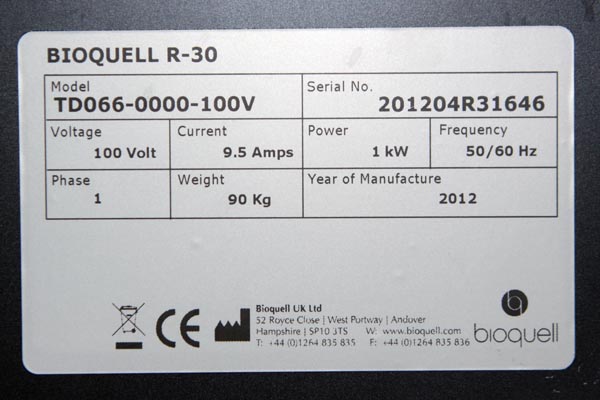 BIOQUELL R-30
Model
TD066-0000-100V
Serial No.
201204R31646
Voltage
100 Volt
Current
9.5 Amps
Power
1 kW
Frequency
50/60 Hz
Phase
1
Weight
90 Kg
Year of Manufacture
2012
CE
Bioquell UK Ltd
52 Royce Close | West Portway | Andover
Hampshire | SP10 3TS W: www.bioquell.com
T: +44 (0)1264 835 835 F: +44 (0)1264 835 836
bioquell